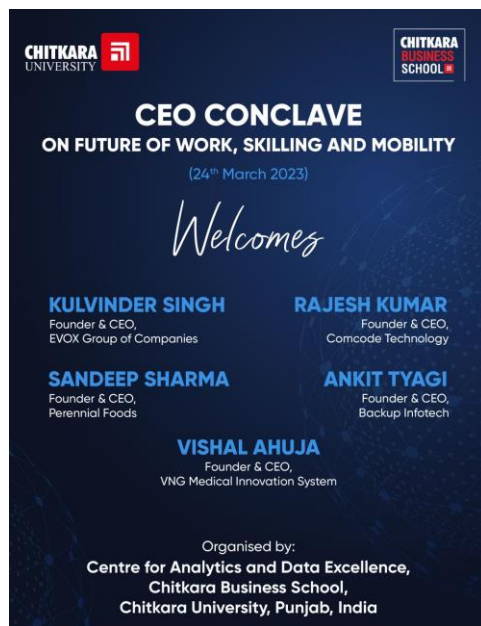 CHITKARA
UNIVERSITY
CHITKARA
BUSINESS
SCHOOL
CEO CONCLAVE
ON FUTURE OF WORK, SKILLING AND MOBILITY
(24th March 2023)
Welcomes
KULVINDER SINGH
Founder & CEO,
EVOX Group of Companies
RAJESH KUMAR
Founder & CEO,
Comcode Technology
SANDEEP SHARMA
Founder & CEO,
Perennial Foods
ANKIT TYAGI
Founder & CEO,
Backup Infotech
VISHAL AHUJA
Founder & CEO,
VNG Medical Innovation System
Organised by:
Centre for Analytics and Data Excellence,
Chitkara Business School,
Chitkara University, Punjab, India